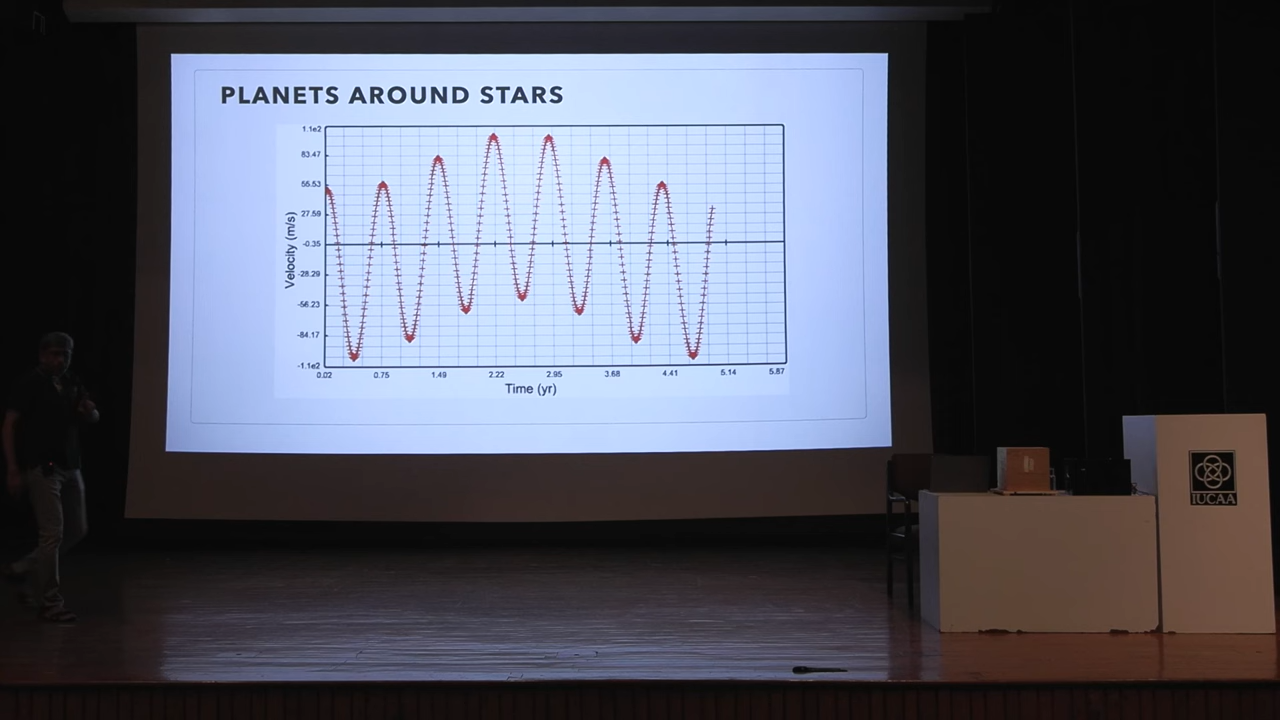 PLANETS AROUND STARS
1.1e2
83.47
55.53
27.59
-0.35
-28.29
-56.23
-84.17
-1.1e2
Velocity (m/s)
0.02 0.75 1.49 2.22 2.95 3.68 4.41 5.14 5.87
Time (yr)
IUCAA